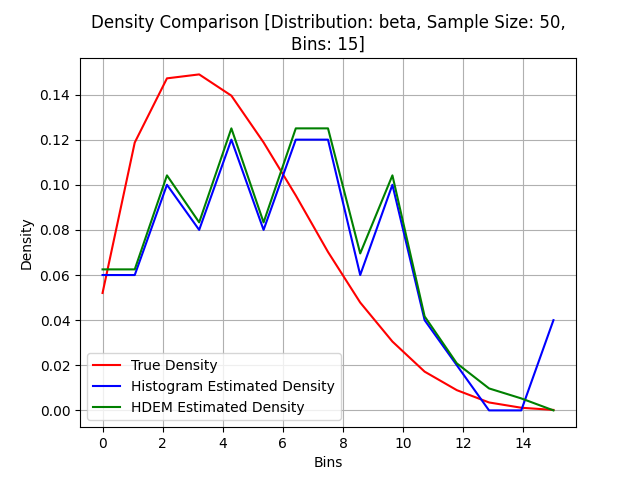 Density Comparison [Distribution: beta, Sample Size: 50,
Bins: 15]
Density
0.14
0.12
0.10
0.08
0.06
0.04
0.02
0.00
True Density
Histogram Estimated Density
HDEM Estimated Density
0 2 4 6 8 10 12 14
Bins